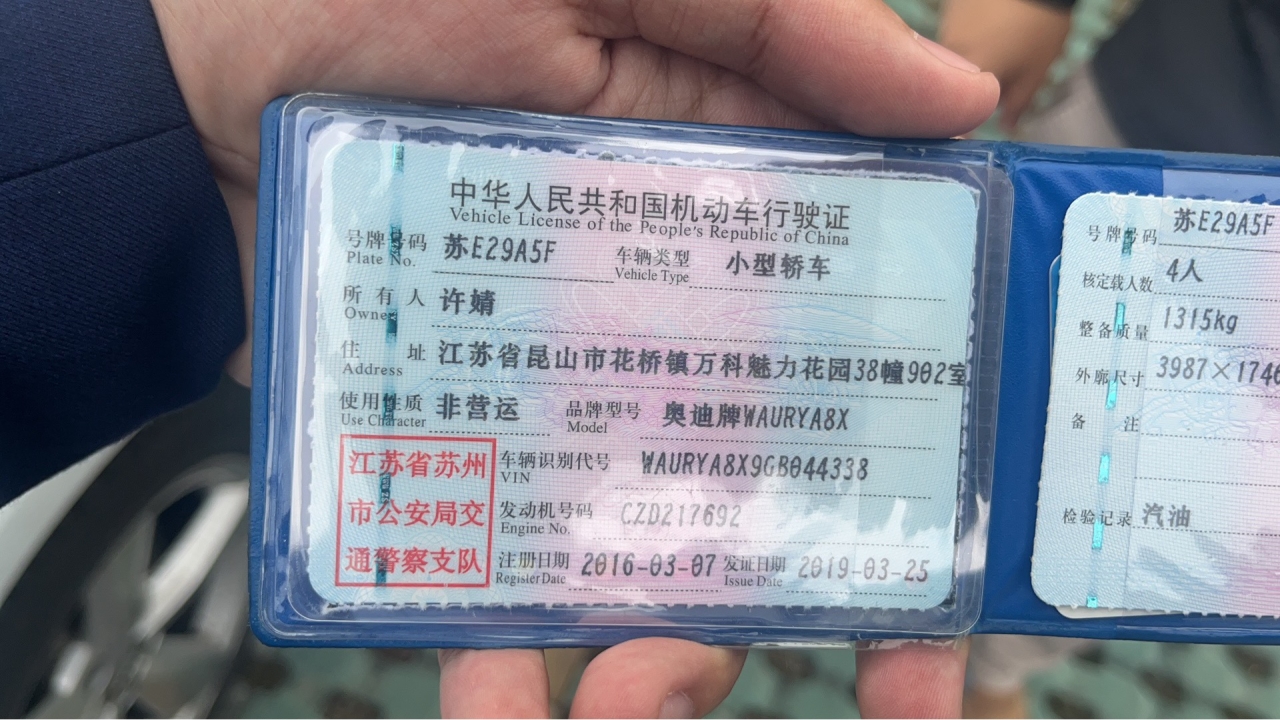 中华人民共和国机动车行驶证
Vehicle License of the People's Republic of China
号牌号码 苏E29A5F 车辆类型 小型轿车
Plate No. Vehicle Type
所有人 许婧
Owner
住址 江苏省昆山市花桥镇万科魅力花园38幢902室
Address
使用性质 非营运 品牌型号 奥迪牌WAURYA8X
Use Character Model
江苏省苏州
市公安局交
通警察支队
车辆识别代号 WAURYA8X9GB044338
VIN
发动机号码 CZD217692
Engine No.
注册日期 2016-03-07 发证日期 2019-03-25
Register Date Issue Date
号牌号码 苏E29A5F
核定载人数 4人
整备质量 1315kg
外廓尺寸 3987×1746
备注
检验记录 汽油